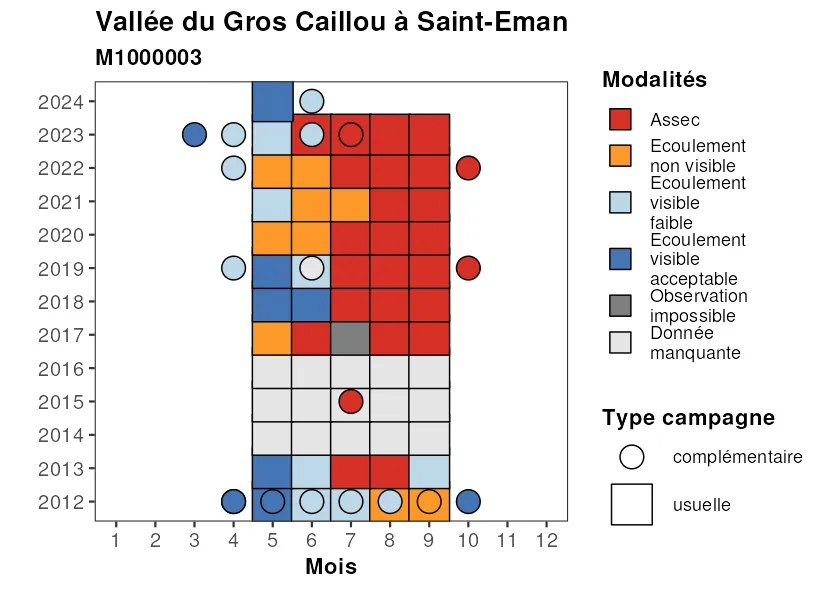 Vallée du Gros Caillou à Saint-Eman
M1000003
2024
2023
2022
2021
2020
2019
2018
2017
2016
2015
2014
2013
2012
1 2 3 4 5 6 7 8 9 10 11 12
Mois
Modalités
Assec
Ecoulement
non visible
Ecoulement
visible
faible
Ecoulement
visible
acceptable
Observation
impossible
Donnée
manquante
Type campagne
complémentaire
usuelle